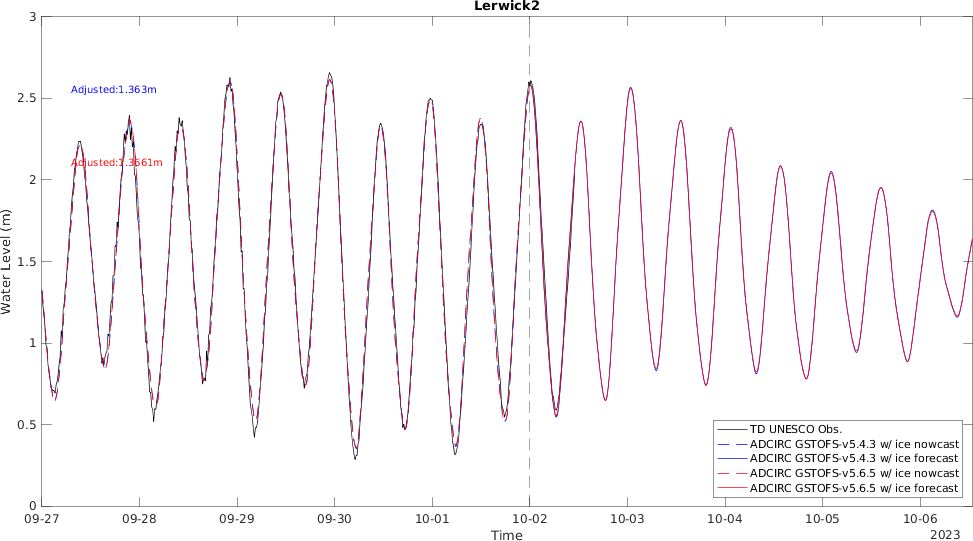 Lerwick2
3
2.5
2
1.5
1
0.5
0
Water Level (m)
Adjusted:1.363m
Adjusted:1.3661m
TD UNESCO Obs.
ADCIRC GSTOFS-v5.4.3 w/ ice nowcast
ADCIRC GSTOFS-v5.4.3 w/ ice forecast
ADCIRC GSTOFS-v5.6.5 w/ ice nowcast
ADCIRC GSTOFS-v5.6.5 w/ ice forecast
09-27 09-28 09-29 09-30 10-01 10-02 10-03 10-04 10-05 10-06
Time
2023